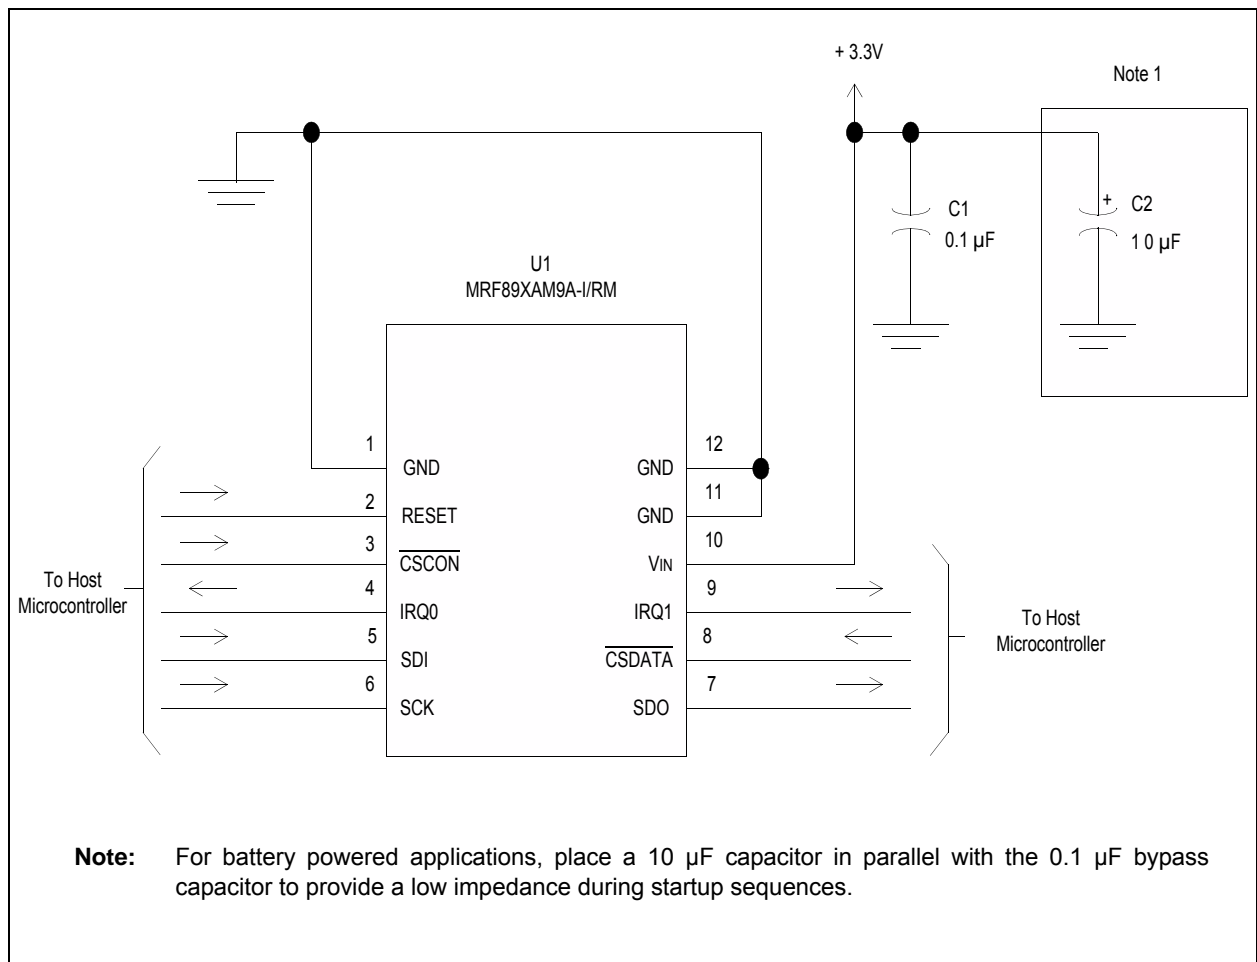 + 3.3V
Note 1
C1
0.1 µF
+ C2
1 0 µF
U1
MRF89XAM9A-I/RM
1 GND
2 RESET
3 CSCON
4 IRQ0
5 SDI
6 SCK
12 GND
11 GND
10 VIN
9 IRQ1
8 CSDATA
7 SDO
To Host
Microcontroller
To Host
Microcontroller
Note: For battery powered applications, place a 10 µF capacitor in parallel with the 0.1 µF bypass
capacitor to provide a low impedance during startup sequences.